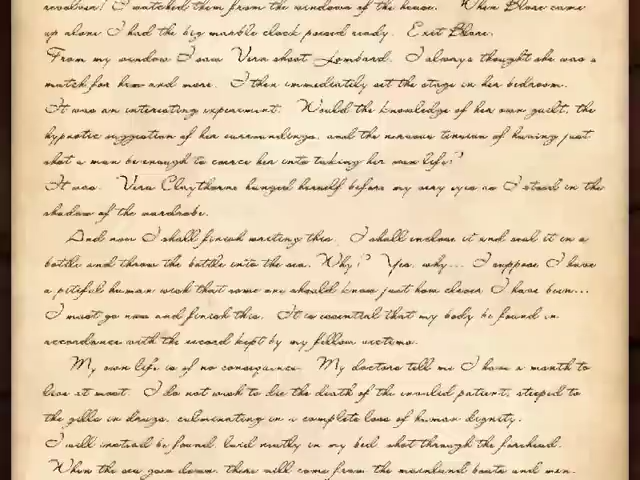 revolver! I watched them from the windows of the house. When Blore came
up alone I had the big marble clock poised ready. Exit Blore.
From my window I saw Vera shoot Lombard. I always thought she was a
match for him and more. I then immediately set the stage in her bedroom.
It was an interesting experiment. Would the knowledge of her own guilt, the
hypnotic suggestion of her surroundings, and the nervous tension of having just
shot a man be enough to coerce her into taking her own life?
It was. Vera Claythorne hanged herself before my very eyes as I stood in the
shadow of the wardrobe.
And now I shall finish writing this. I shall enclose it and seal it in a
bottle and throw the bottle into the sea. Why? Yes, why... I suppose I have
a pitiful human wish that some one should know just how clever I have been...
I must go now and finish this. It is essential that my body be found in
accordance with the record kept by my fellow victims.
My own life is of no consequence. My doctors tell me I have a month to
live at most. I do not wish to die the death of the invalid patient, steeped to
the gills in drugs, culminating in a complete loss of human dignity.
I will instead be found, laid neatly in my bed shot through the forehead.
When the sea goes down, there will come from the mainland boats and men.